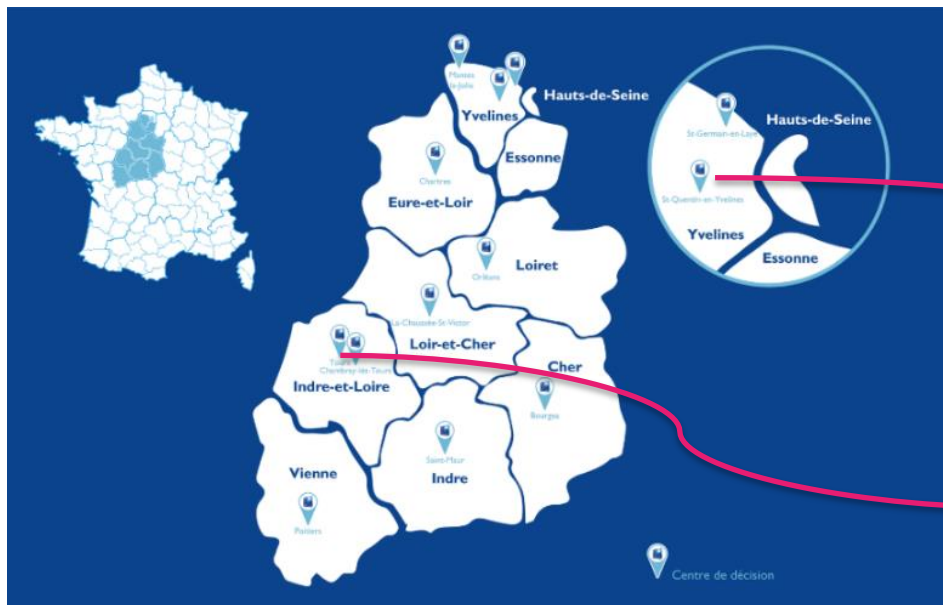 Mantes
la-Jolie
Hauts-de-Seine
Yvelines
Essonne
Chartres
Eure-et-Loir
Orléans
Loiret
La-Chaussée-St-Victor
Loir-et-Cher
Tours
Chambray-lès-Tours
Indre-et-Loire
Cher
Bourges
Saint-Maur
Indre
Vienne
Poitiers
Hauts-de-Seine
St-Germain-en-Laye
St-Quentin-en-Yvelines
Yvelines
Essonne
Centre de décision